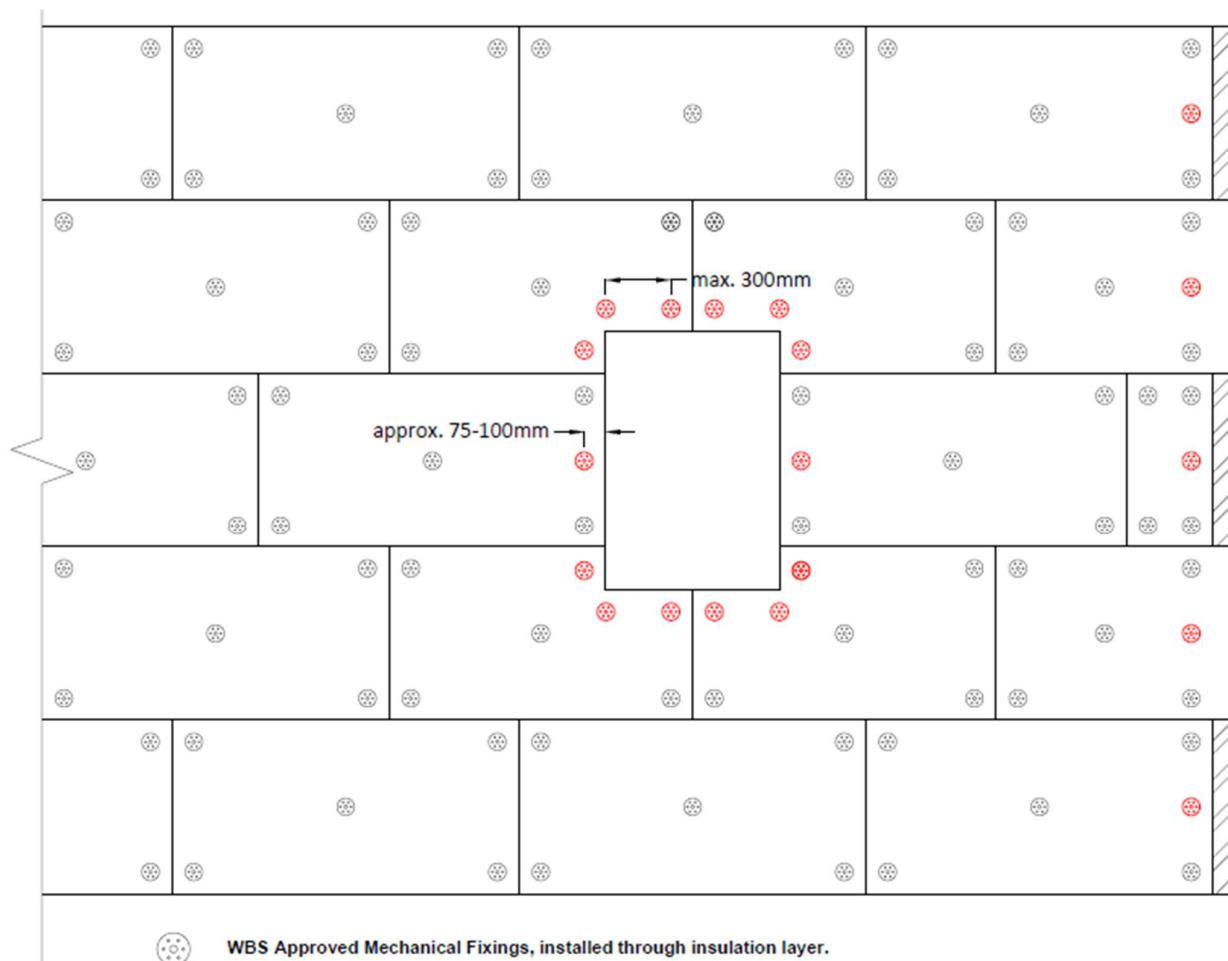 max. 300mm
approx. 75-100mm
WBS Approved Mechanical Fixings, installed through insulation layer.